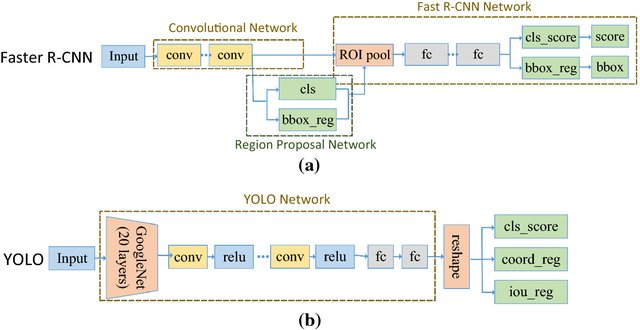 Convolutional Network
Fast R-CNN Network
Faster R-CNN
Input
conv
conv
ROI pool
fc
fc
cls_score
score
bbox_reg
bbox
cls
bbox_reg
Region Proposal Network
(a)
YOLO Network
YOLO
Input
GoogleNet
(20 layers)
conv
relu
conv
relu
fc
fc
reshape
cls_score
coord_reg
iou_reg
(b)